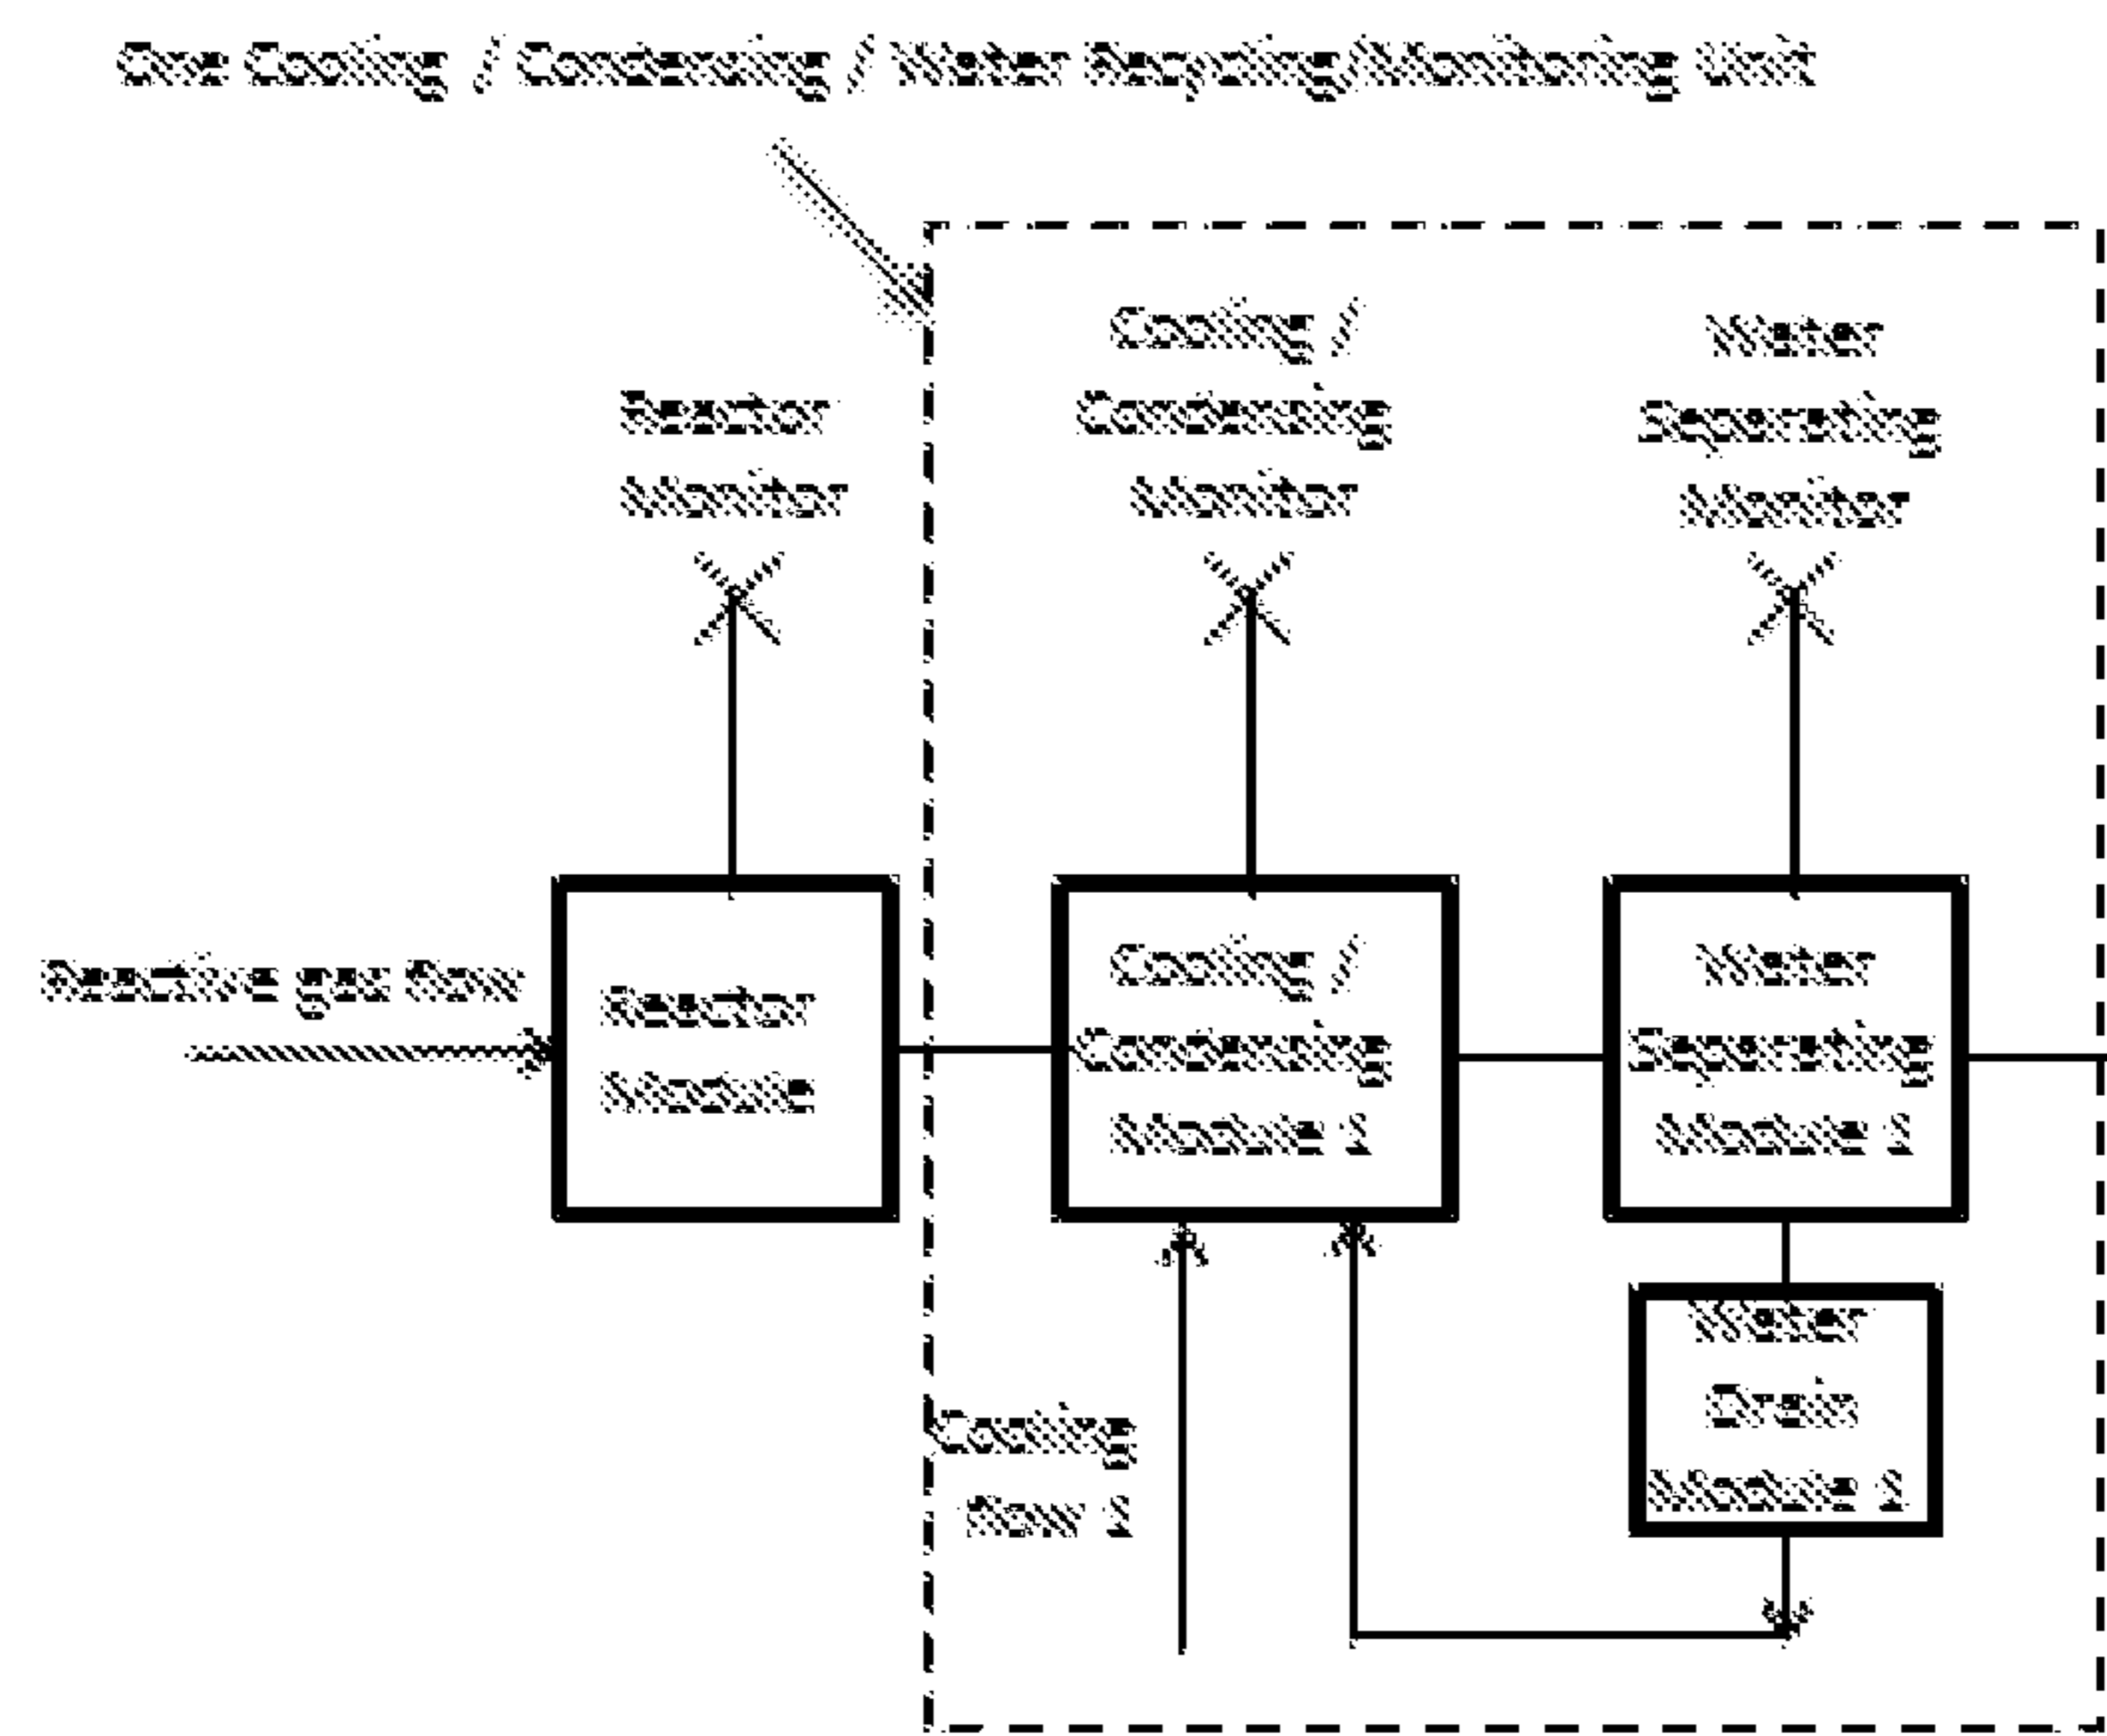 One Cooling / Condensing / Water Recycling/Monitoring Unit
Cooling /
Condensing
Monitor
Water
Separating
Monitor
Reactor
Monitor
Reactive gas flow
Reactor
Module
Cooling /
Condensing
Module 1
Water
Separating
Module 1
Water
Drain
Module 1
Cooling
flow 1